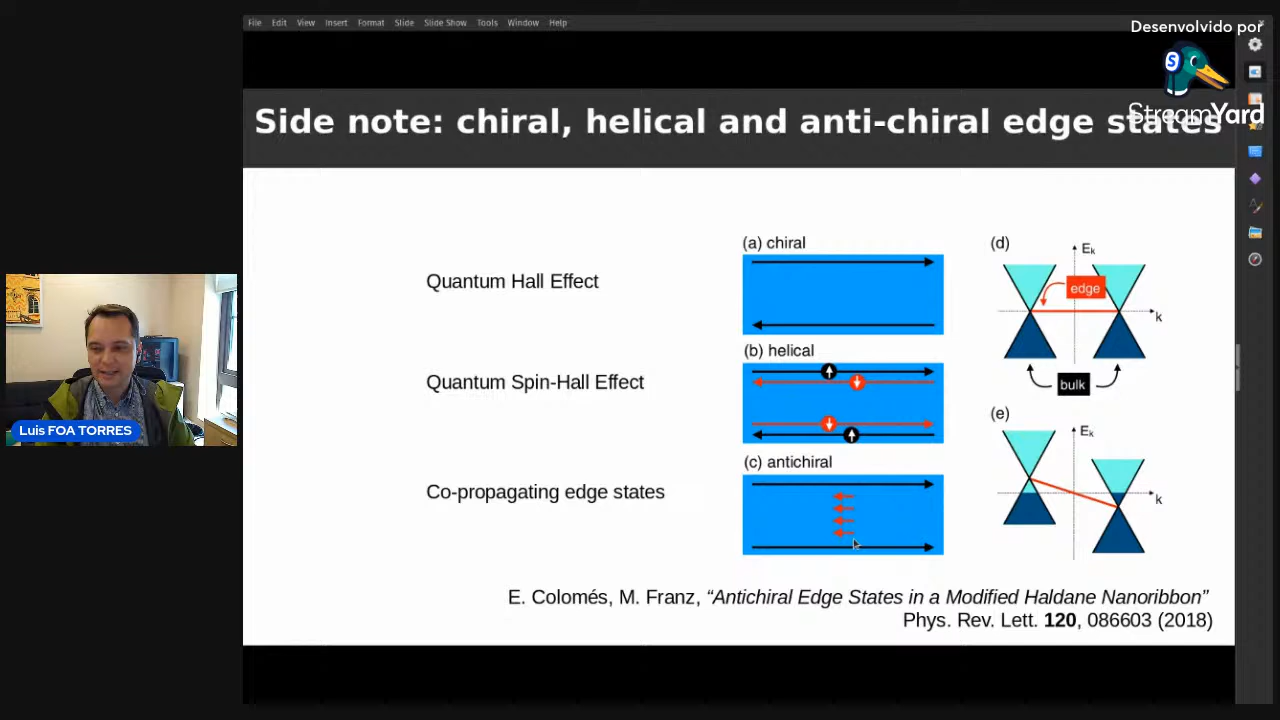 File Edit View Insert Format Slide Slide Show Tools Window Help
Desenvolvido por
S
StreamYard
Side note: chiral, helical and anti-chiral edge states
Quantum Hall Effect
Quantum Spin-Hall Effect
Co-propagating edge states
(a) chiral
(b) helical
(c) antichiral
(d)
Ek
edge
k
bulk
(e)
Ek
k
E. Colomés, M. Franz, “Antichiral Edge States in a Modified Haldane Nanoribbon”
Phys. Rev. Lett. 120, 086603 (2018)
Luis FOA TORRES